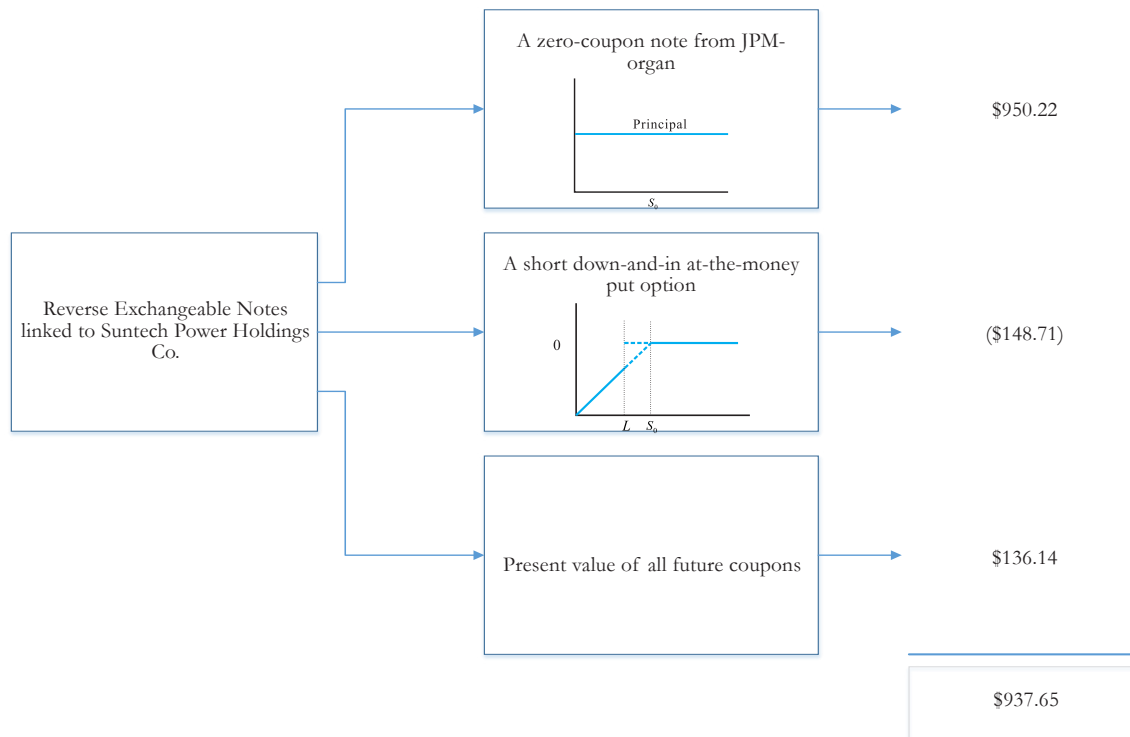 A zero-coupon note from JPM-
organ
Principal
S₀
$950.22
Reverse Exchangeable Notes
linked to Suntech Power Holdings
Co.
A short down-and-in at-the-money
put option
0
L S₀
($148.71)
Present value of all future coupons
$136.14
$937.65